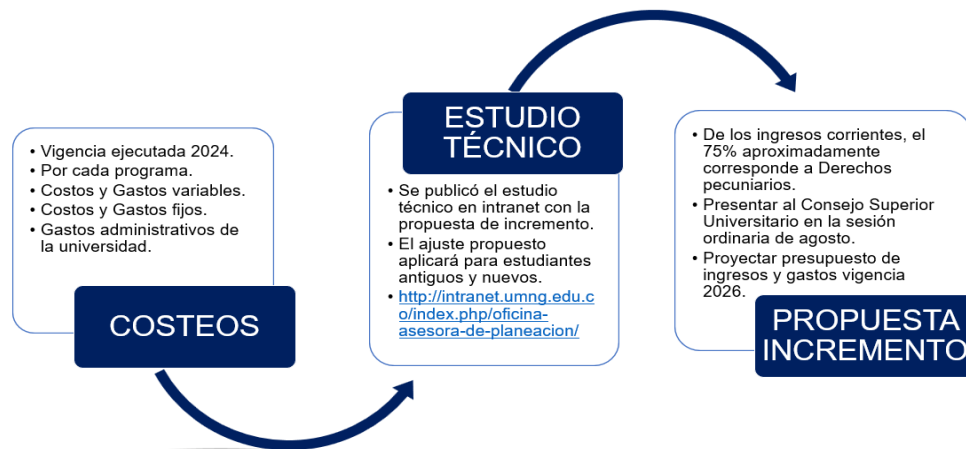 • Vigencia ejecutada 2024.
• Por cada programa.
• Costos y Gastos variables.
• Costos y Gastos fijos.
• Gastos administrativos de
la universidad.
COSTEOS
ESTUDIO
TÉCNICO
• Se publicó el estudio
técnico en intranet con la
propuesta de incremento.
• El ajuste propuesto
aplicará para estudiantes
antiguos y nuevos.
• http://intranet.umng.edu.c
o/index.php/oficina-
asesora-de-planeacion/
• De los ingresos corrientes, el
75% aproximadamente
corresponde a Derechos
pecuniarios.
• Presentar al Consejo Superior
Universitario en la sesión
ordinaria de agosto.
• Proyectar presupuesto de
ingresos y gastos vigencia
2026.
PROPUESTA
INCREMENTO